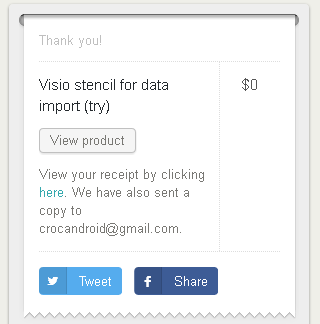 Thank you!
Visio stencil for data
import (try)
$0
View product
View your receipt by clicking
here. We have also sent a
copy to
crocandroid@gmail.com.
Tweet
Share